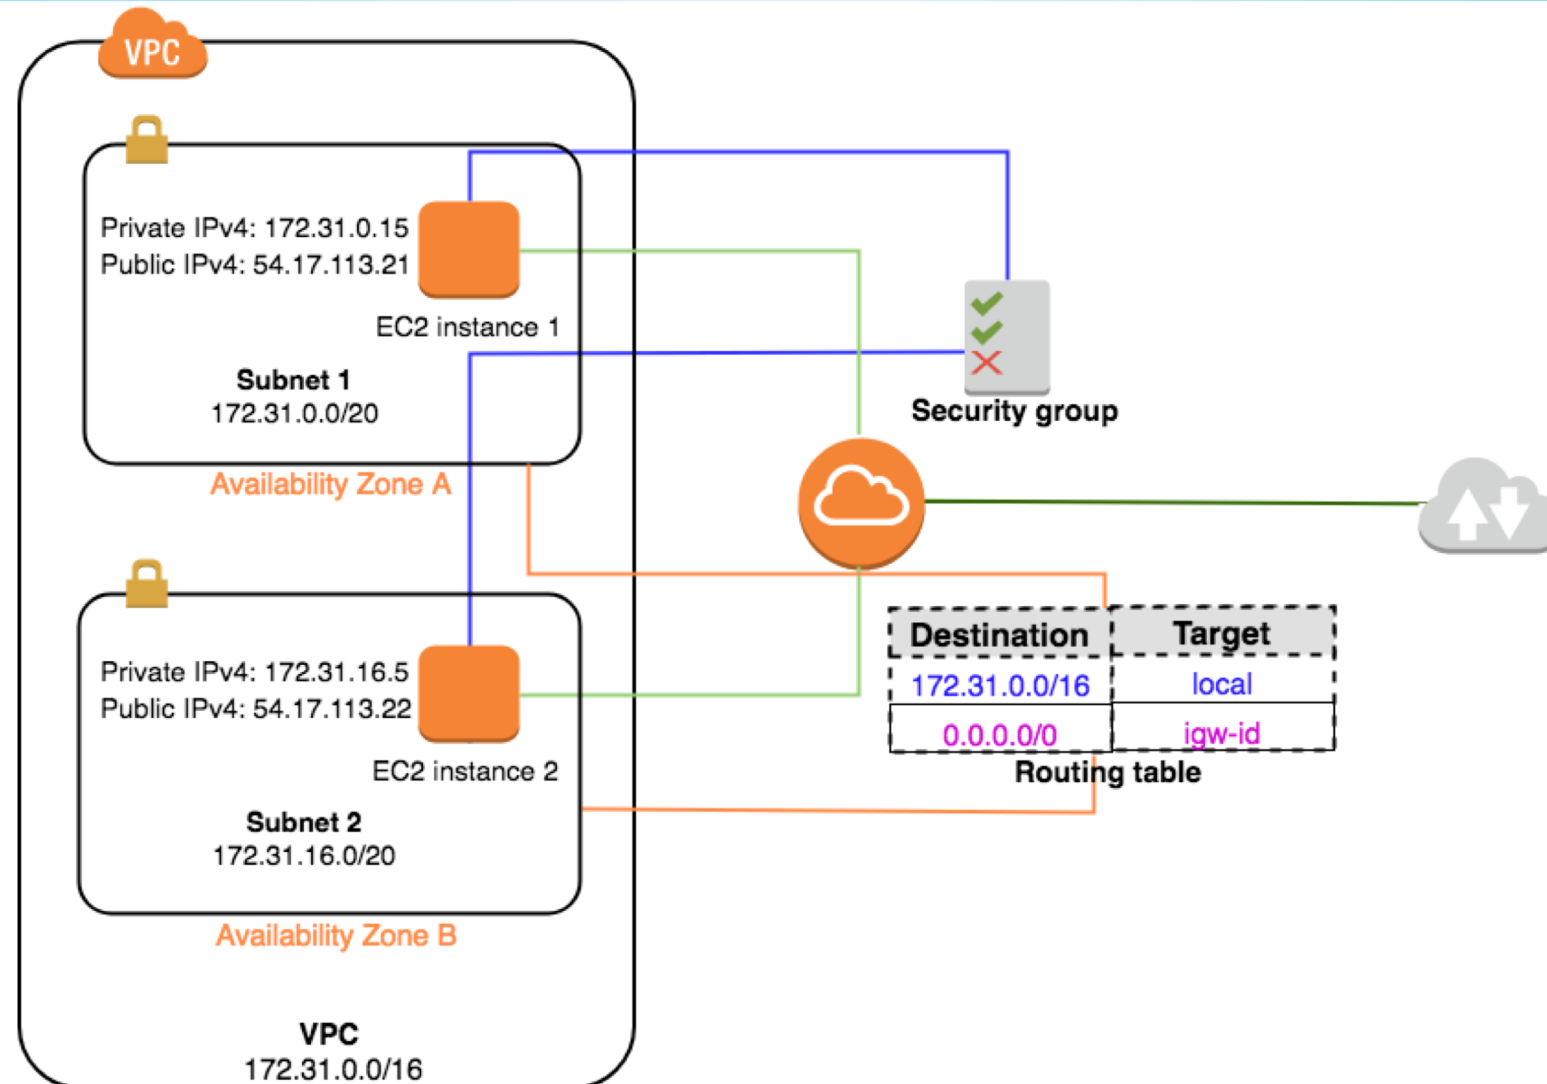 VPC
Private IPv4: 172.31.0.15
Public IPv4: 54.17.113.21
EC2 instance 1
Subnet 1
172.31.0.0/20
Availability Zone A
Security group
Private IPv4: 172.31.16.5
Public IPv4: 54.17.113.22
EC2 instance 2
Subnet 2
172.31.16.0/20
Availability Zone B
Destination Target
172.31.0.0/16 local
0.0.0.0/0 igw-id
Routing table
VPC
172.31.0.0/16